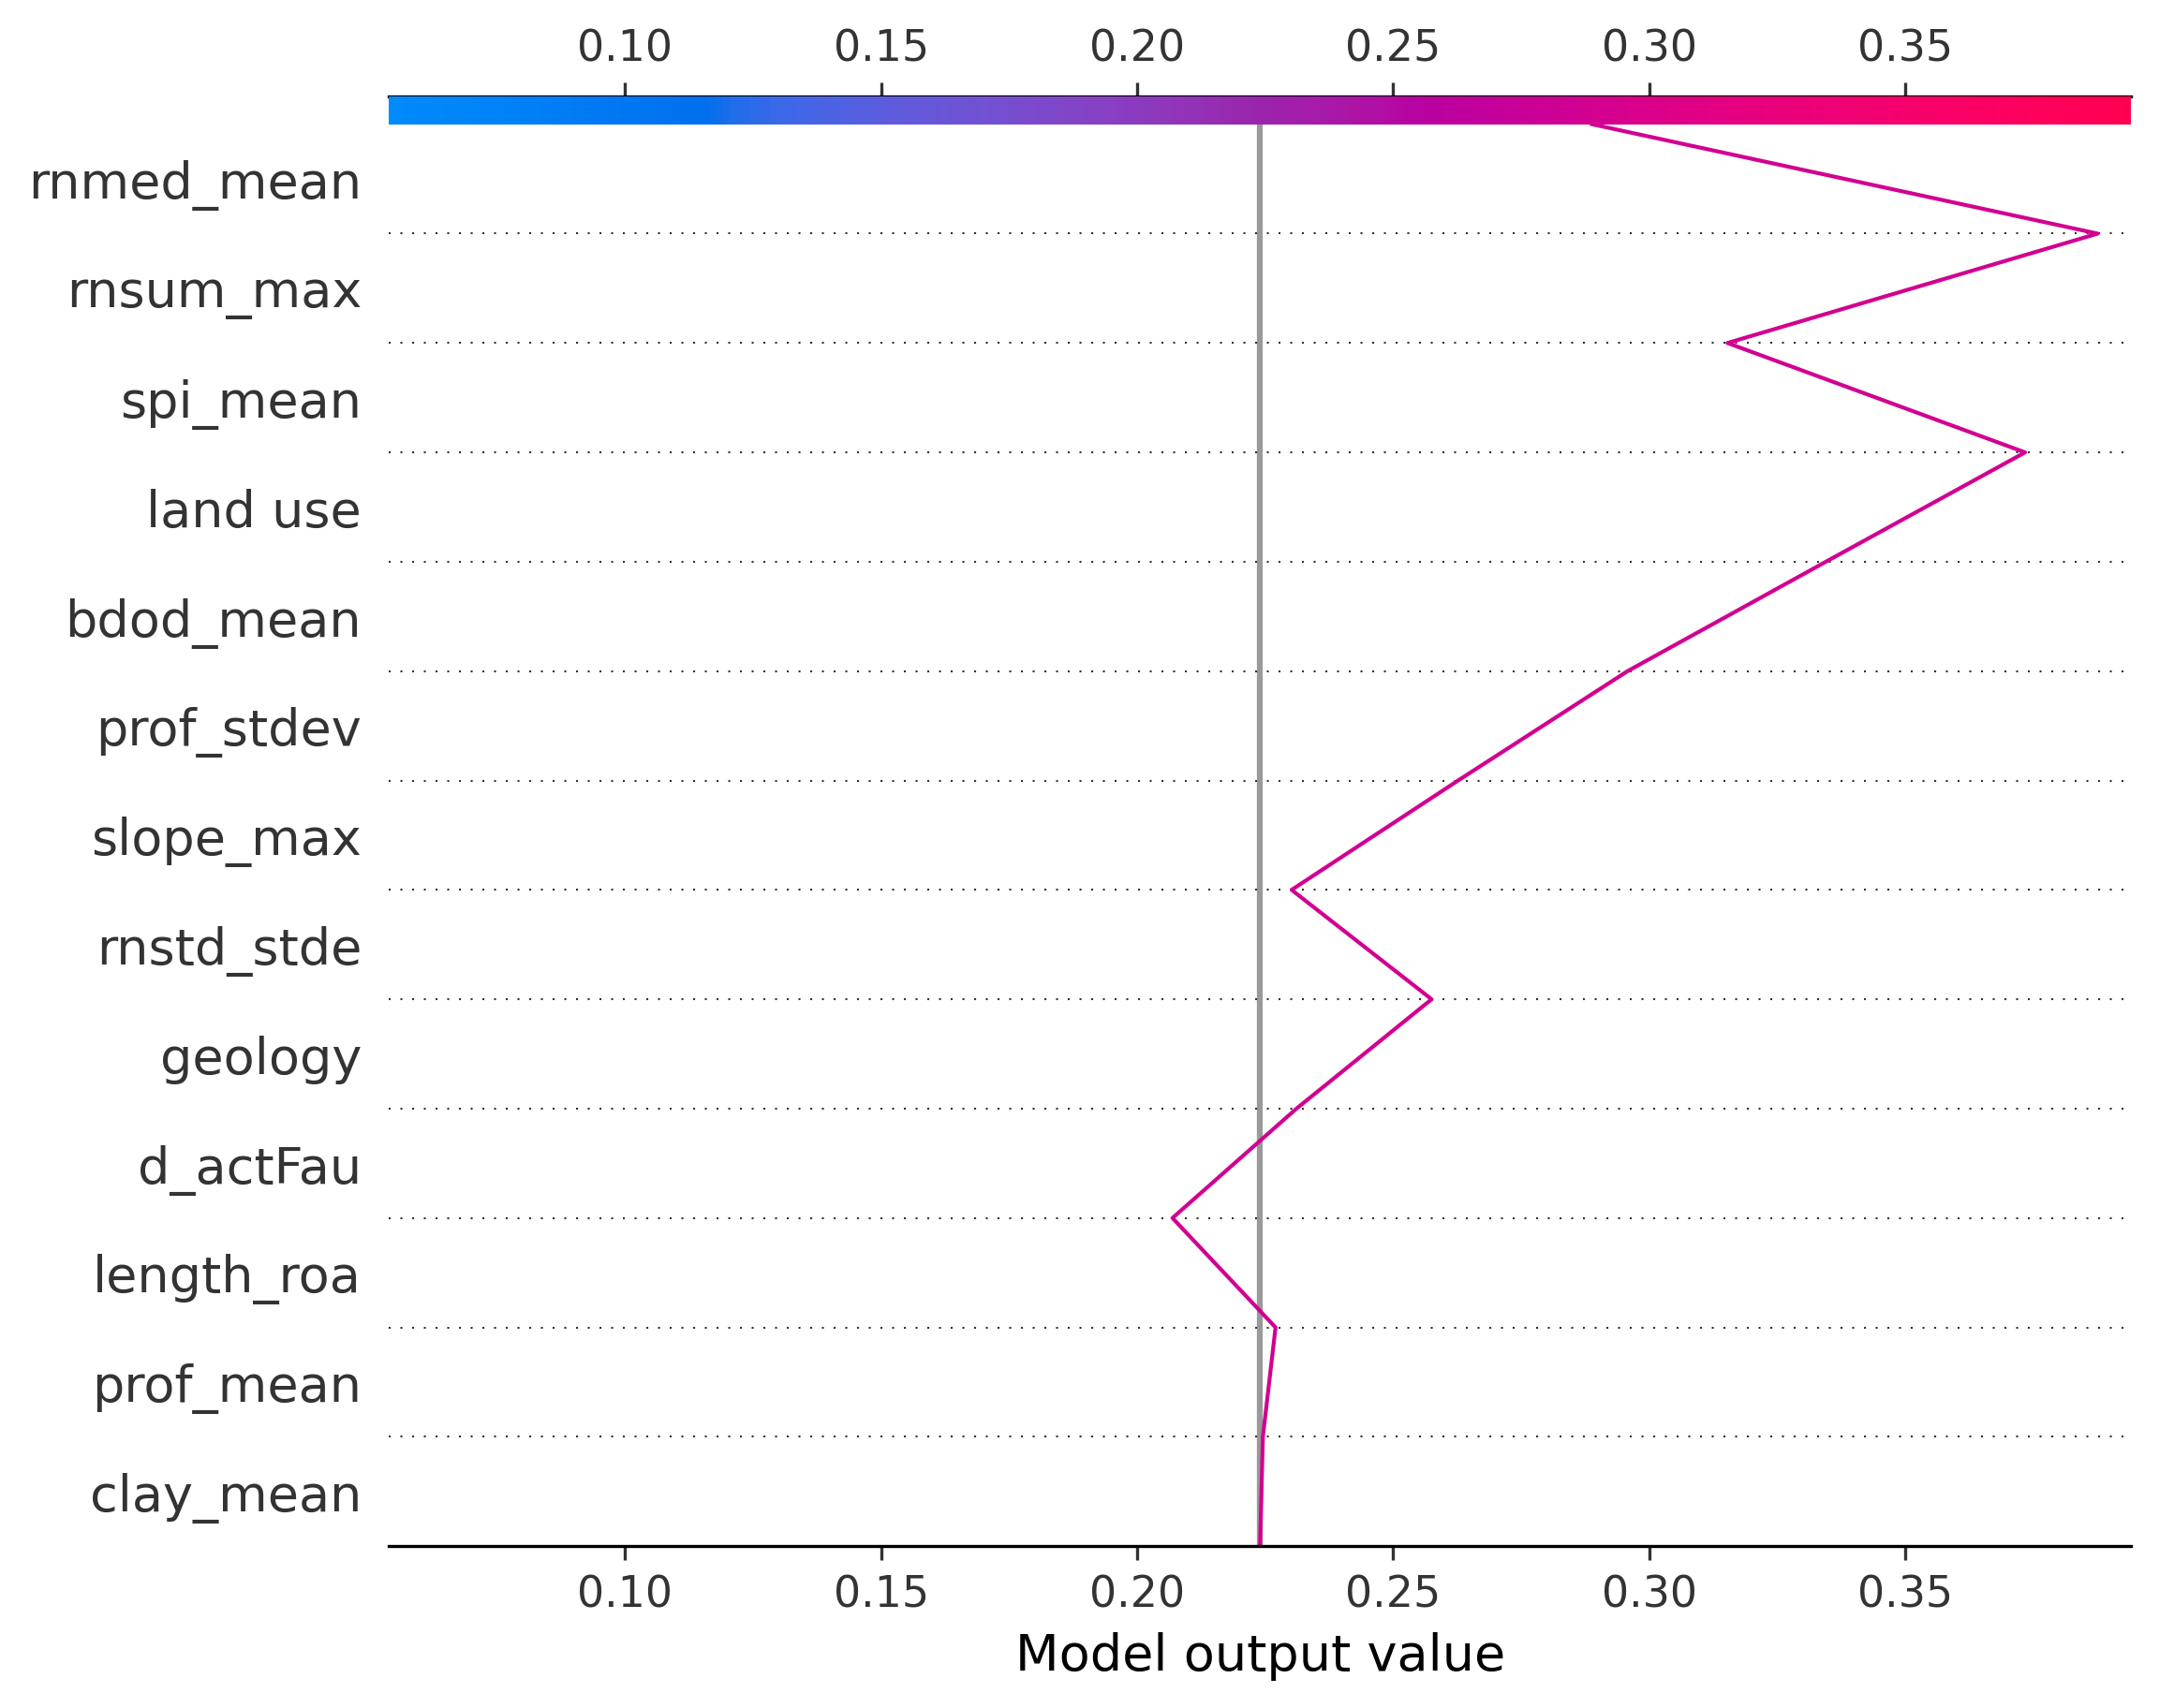 0.10 0.15 0.20 0.25 0.30 0.35
rnmed_mean
rnsum_max
spi_mean
land use
bdod_mean
prof_stdev
slope_max
rnstd_stde
geology
d_actFau
length_roa
prof_mean
clay_mean
0.10 0.15 0.20 0.25 0.30 0.35
Model output value